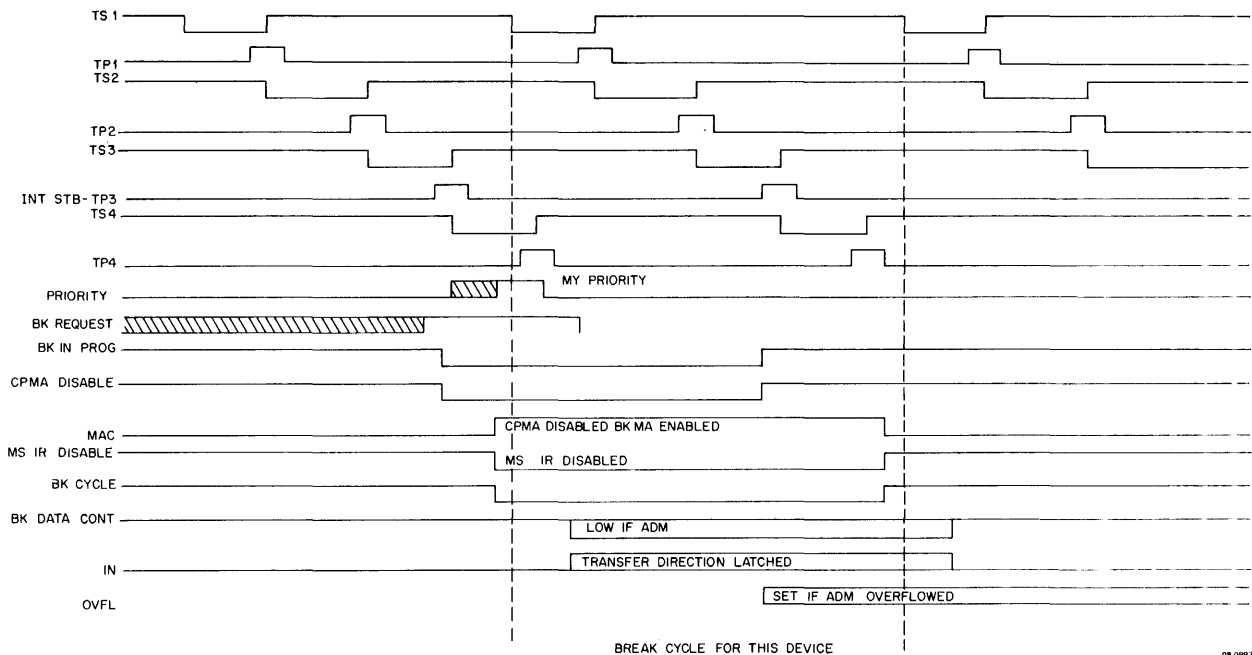 TS1
TP1
TS2
TP2
TS3
INT STB-TP3
TS4
TP4
MY PRIORITY
PRIORITY
BK REQUEST
BK IN PROG
CPMA DISABLE
CPMA DISABLED BK MA ENABLED
MAC
MS IR DISABLE
MS IR DISABLED
BK CYCLE
BK DATA CONT
LOW IF ADM
TRANSFER DIRECTION LATCHED
IN
SET IF ADM OVERFLOWED
OVFL
BREAK CYCLE FOR THIS DEVICE